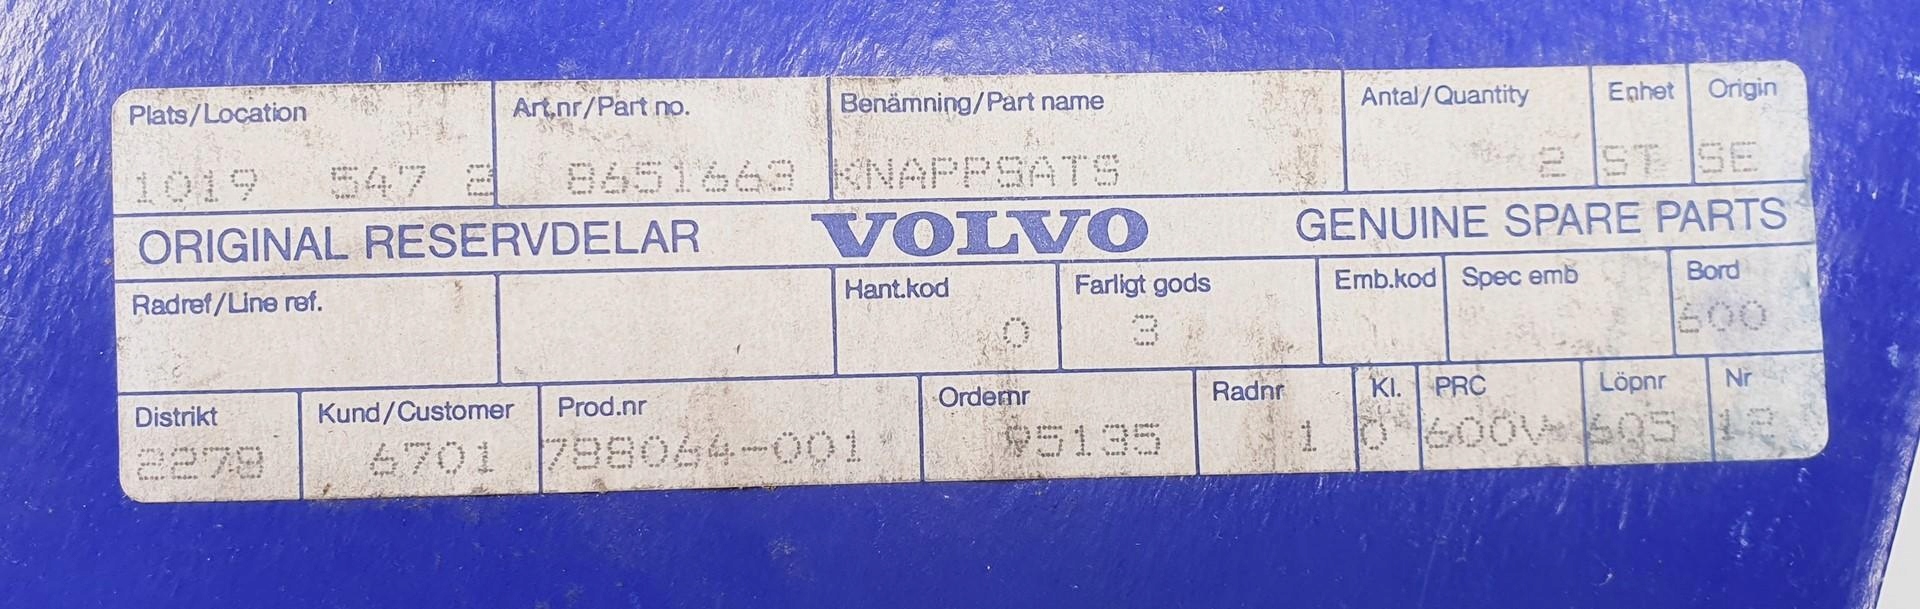 Plats/Location Art.nr/Part no. Benämning/Part name Antal/Quantity Enhet Origin
1019 547 2 8651663 KNAPPSATS 2 ST SE
ORIGINAL RESERVDELAR VOLVO GENUINE SPARE PARTS
Radref/Line ref. Hant.kod Farligt gods Emb.kod Spec emb Bord
0 3 600
Distrikt Kund/Customer Prod.nr Ordernr Radnr Kl. PRC Löpnr Nr
6701 788064-001 95135 1 0 600V